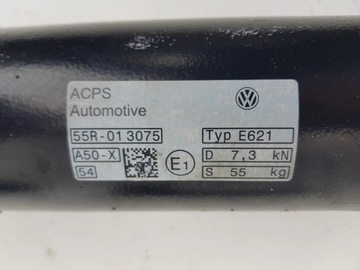 ACPS
Automotive
55R-01 3075 Typ E621
A50-X E1 D 7,3 kN
54 S 55 kg